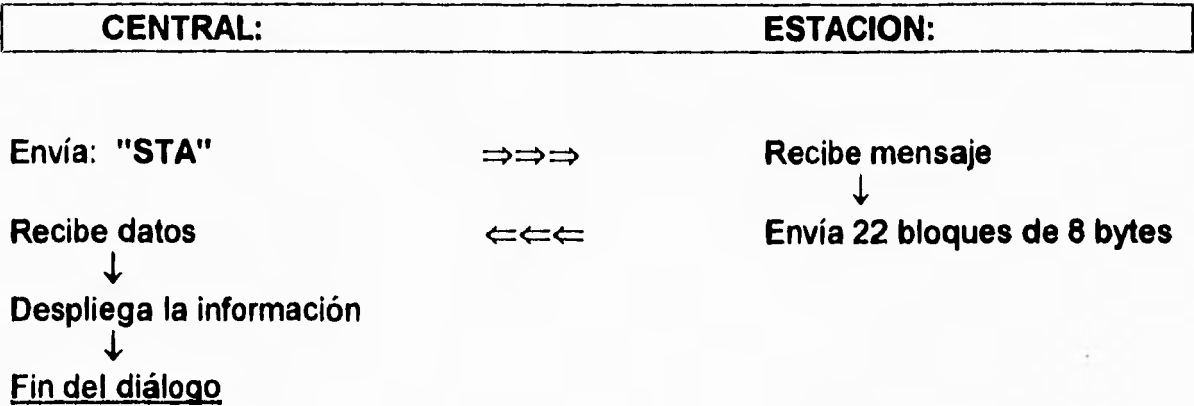 CENTRAL: ESTACION:
Envía: "STA" ⇒⇒⇒ Recibe mensaje
↓
Recibe datos ⇐⇐⇐ Envía 22 bloques de 8 bytes
↓
Despliega la información
↓
Fin del diálogo